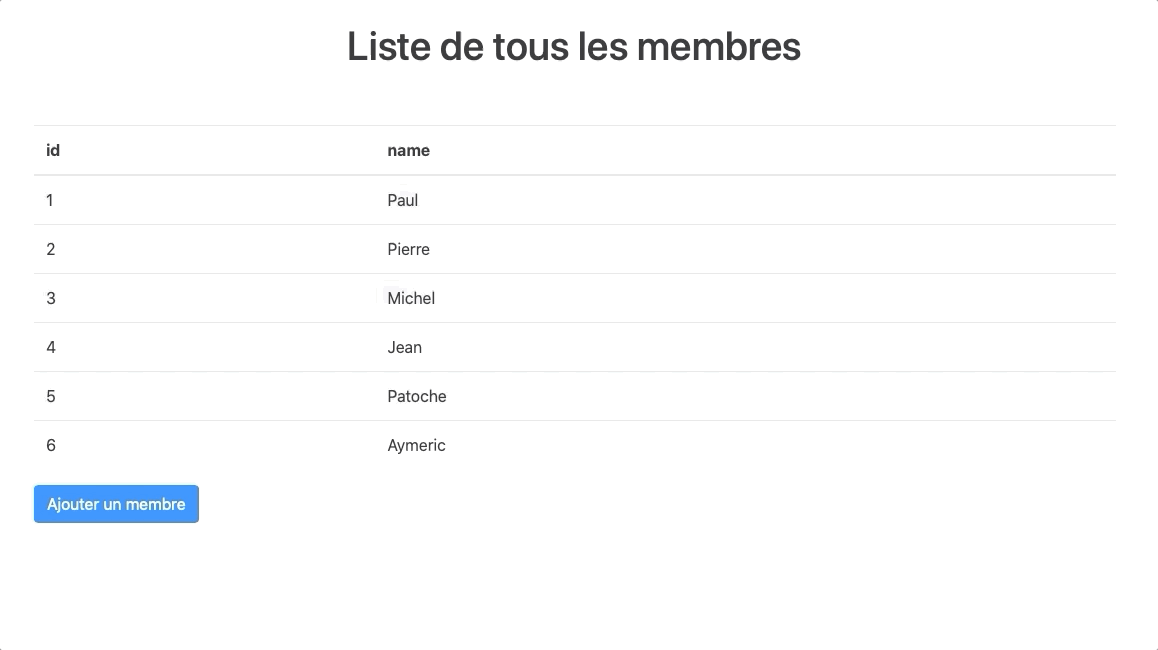 Liste de tous les membres
id name
1 Paul
2 Pierre
3 Michel
4 Jean
5 Patoche
6 Aymeric
Ajouter un membre